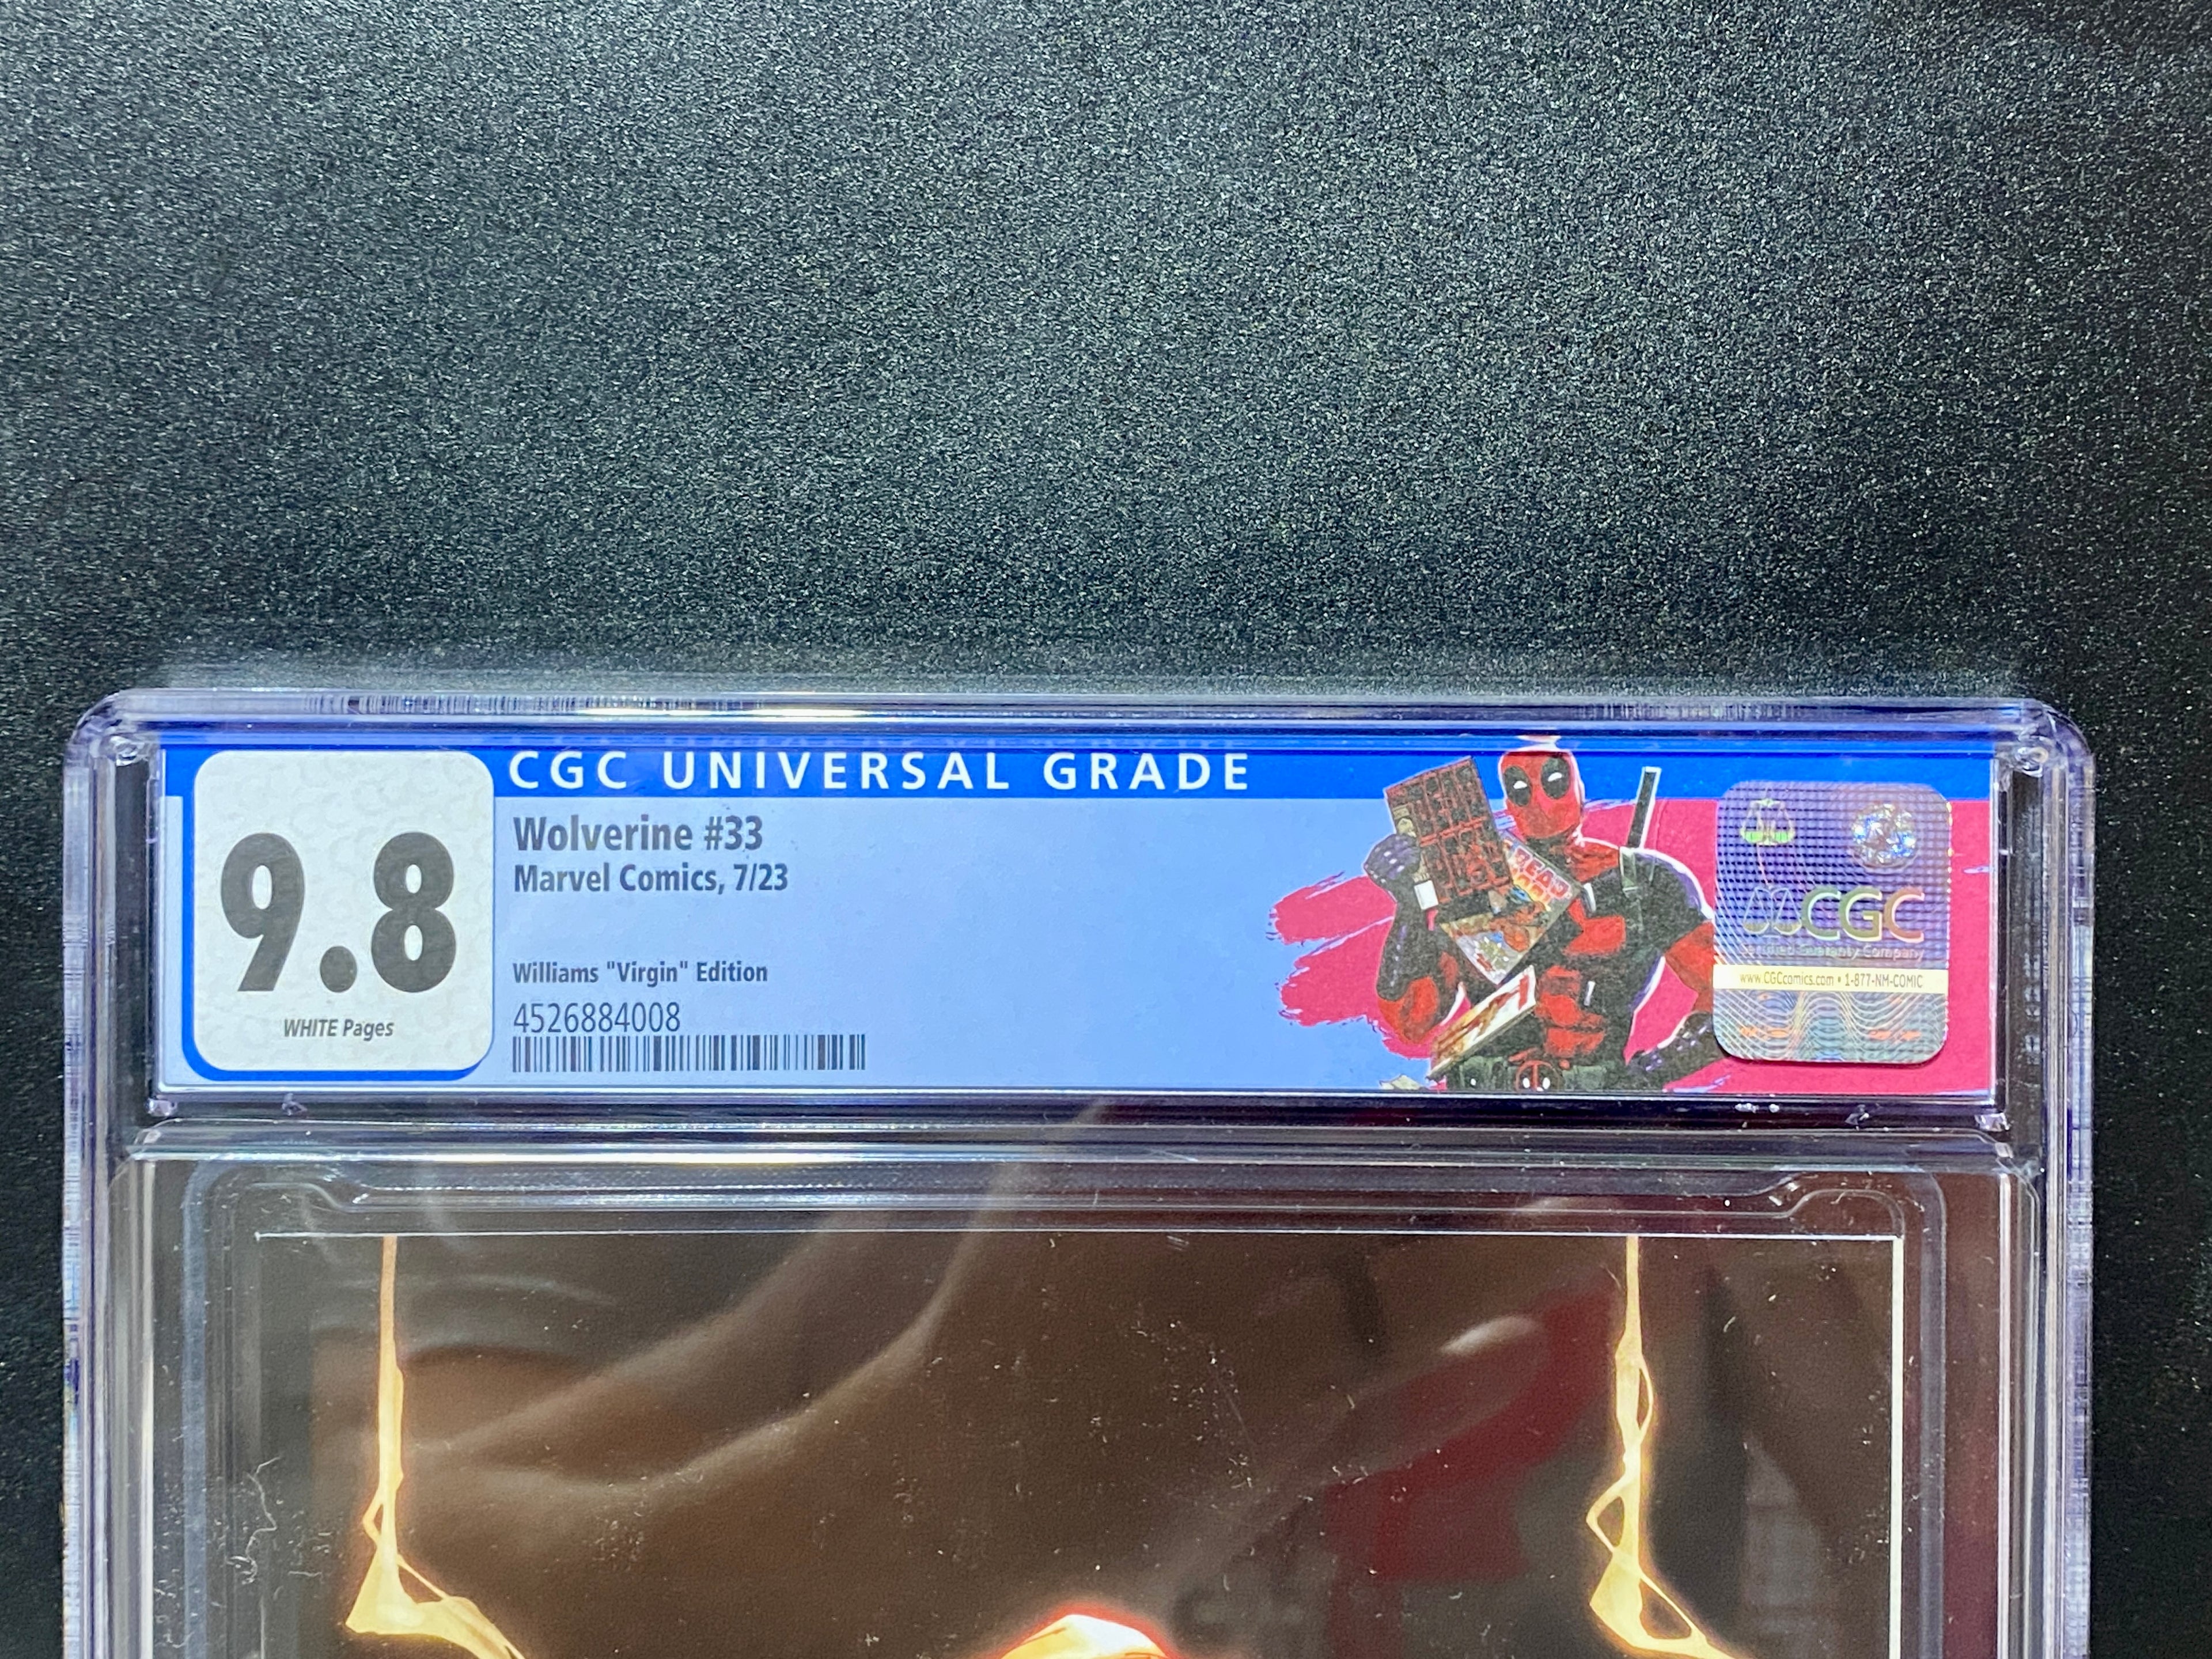 CGC UNIVERSAL GRADE
9.8
WHITE Pages
Wolverine #33
Marvel Comics, 7/23
Williams "Virgin" Edition
4526884008
CGC
www.CGCcomics.com • 1-877-NM-COMIC